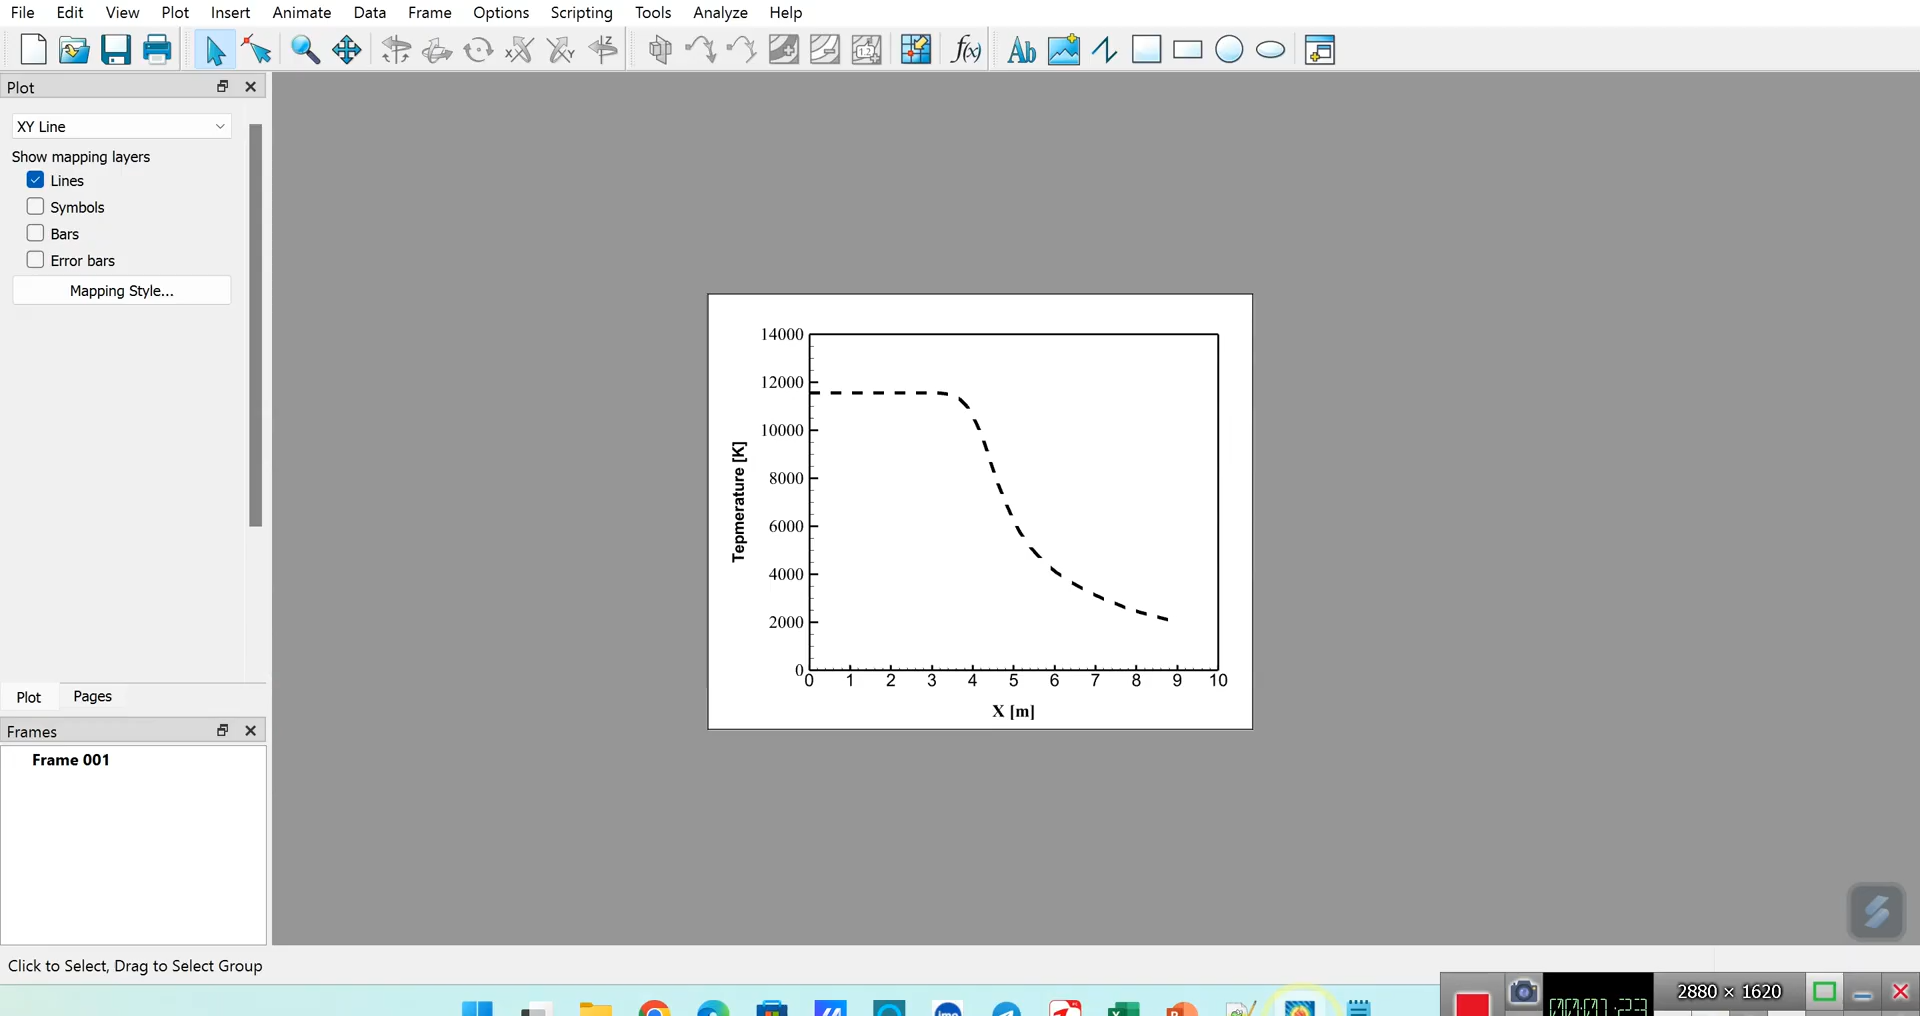 File Edit View Plot Insert Animate Data Frame Options Scripting Tools Analyze Help
Ab
Plot
XY Line
Show mapping layers
Lines
Symbols
Bars
Error bars
Mapping Style...
14000
12000
10000
8000
6000
4000
2000
0
Tepmerature [K]
0 1 2 3 4 5 6 7 8 9 10
X [m]
Plot Pages
Frames
Frame 001
Click to Select, Drag to Select Group
2880 × 1620